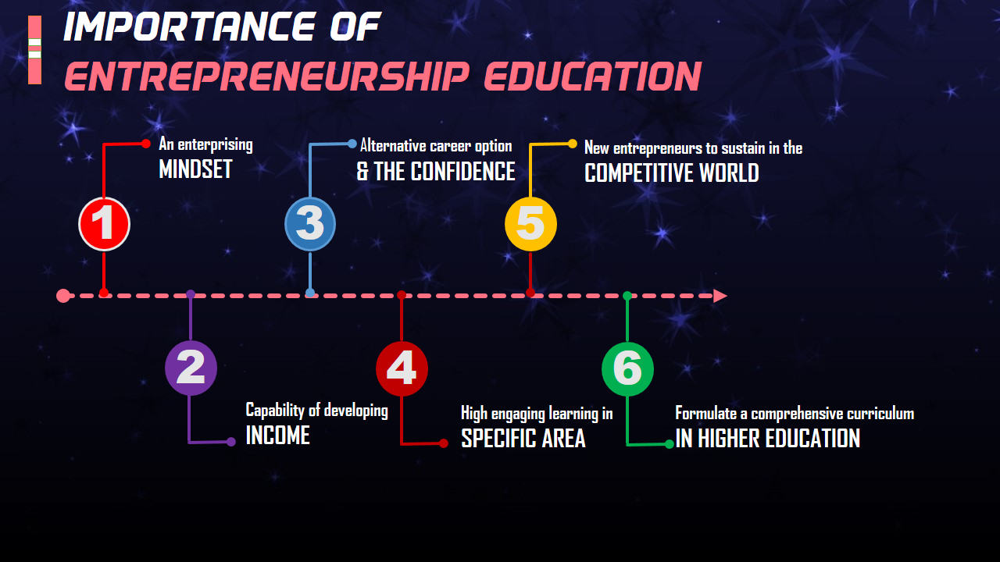 IMPORTANCE OF
ENTREPRENEURSHIP EDUCATION
1
An enterprising
MINDSET
2
Capability of developing
INCOME
3
Alternative career option
& THE CONFIDENCE
4
High engaging learning in
SPECIFIC AREA
5
New entrepreneurs to sustain in the
COMPETITIVE WORLD
6
Formulate a comprehensive curriculum
IN HIGHER EDUCATION